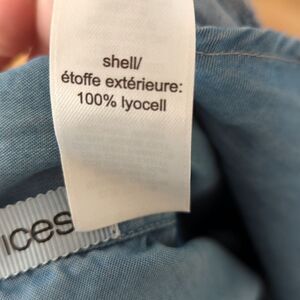 shell/
étoffe extérieure:
100% lyocell
ices